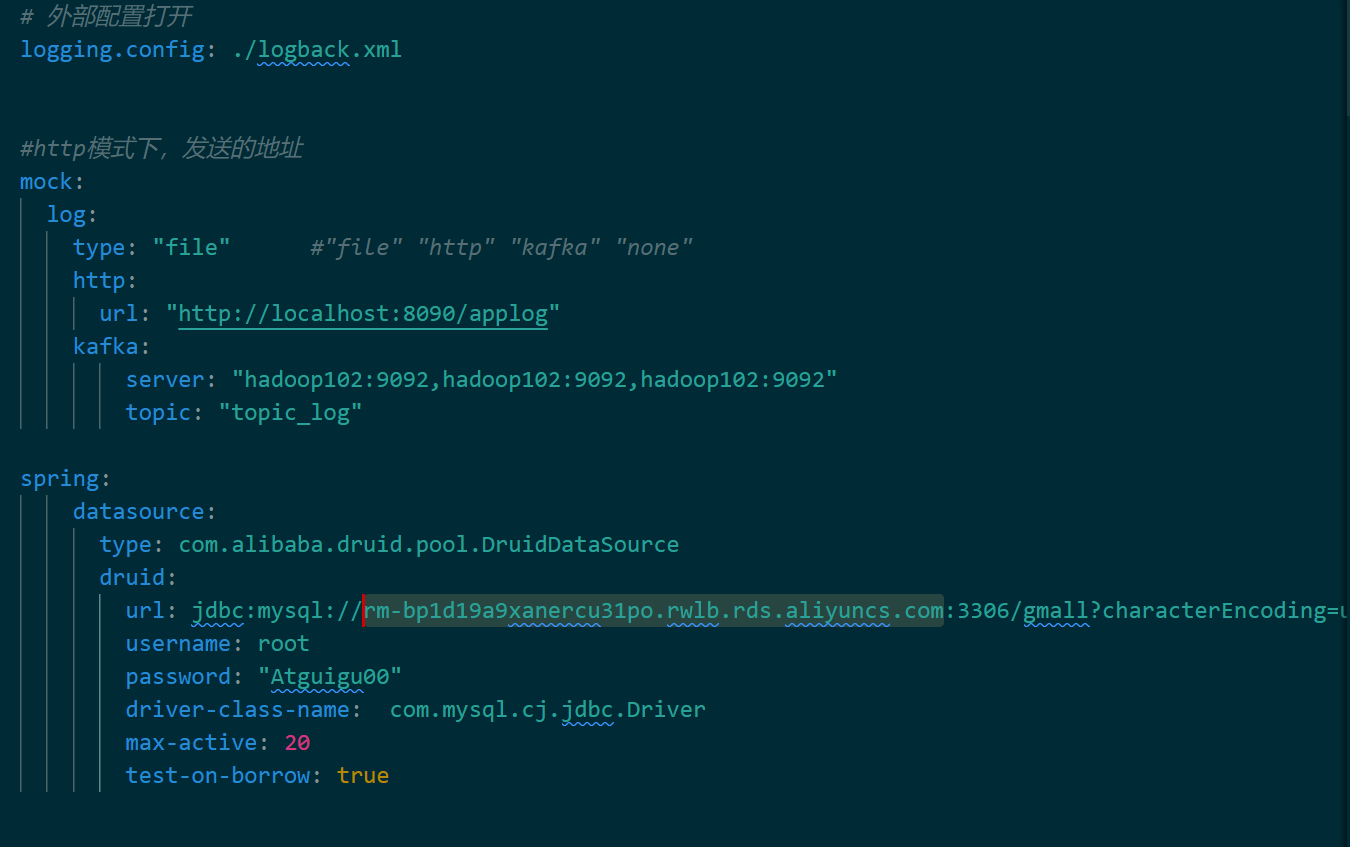 # 外部配置打开
logging.config: ./logback.xml
#http模式下，发送的地址
mock:
log:
type: "file" #"file" "http" "kafka" "none"
http:
url: "http://localhost:8090/applog"
kafka:
server: "hadoop102:9092,hadoop102:9092,hadoop102:9092"
topic: "topic_log"
spring:
datasource:
type: com.alibaba.druid.pool.DruidDataSource
druid:
url: jdbc:mysql://rm-bp1d19a9xanercu31po.rwlb.rds.aliyuncs.com:3306/gmall?characterEncoding=u
username: root
password: "Atguigu00"
driver-class-name: com.mysql.cj.jdbc.Driver
max-active: 20
test-on-borrow: true